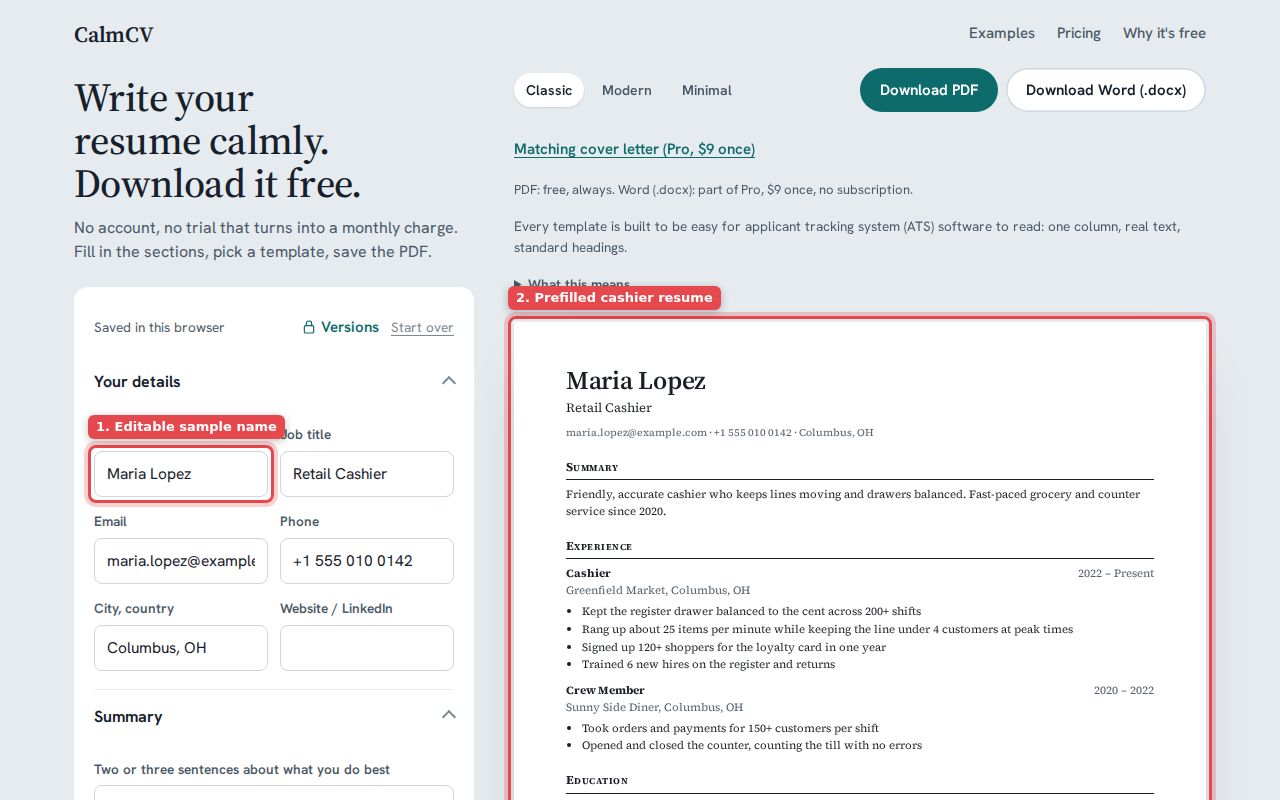 CalmCV
Examples
Pricing
Why it's free
Write your
resume calmly.
Download it free.
No account, no trial that turns into a monthly charge.
Fill in the sections, pick a template, save the PDF.
Saved in this browser
Versions
Start over
Your details
1. Editable sample name
Job title
Maria Lopez
Retail Cashier
Email
Phone
maria.lopez@example
+1 555 010 0142
City, country
Website / LinkedIn
Columbus, OH
Summary
Two or three sentences about what you do best
Classic
Modern
Minimal
Download PDF
Download Word (.docx)
Matching cover letter (Pro, $9 once)
PDF: free, always. Word (.docx): part of Pro, $9 once, no subscription.
Every template is built to be easy for applicant tracking system (ATS) software to read: one column, real text,
standard headings.
What this means
2. Prefilled cashier resume
Maria Lopez
Retail Cashier
maria.lopez@example.com · +1 555 010 0142 · Columbus, OH
Summary
Friendly, accurate cashier who keeps lines moving and drawers balanced. Fast-paced grocery and counter
service since 2020.
Experience
Cashier 2022 – Present
Greenfield Market, Columbus, OH
• Kept the register drawer balanced to the cent across 200+ shifts
• Rang up about 25 items per minute while keeping the line under 4 customers at peak times
• Signed up 120+ shoppers for the loyalty card in one year
• Trained 6 new hires on the register and returns
Crew Member 2020 – 2022
Sunny Side Diner, Columbus, OH
• Took orders and payments for 150+ customers per shift
• Opened and closed the counter, counting the till with no errors
Education